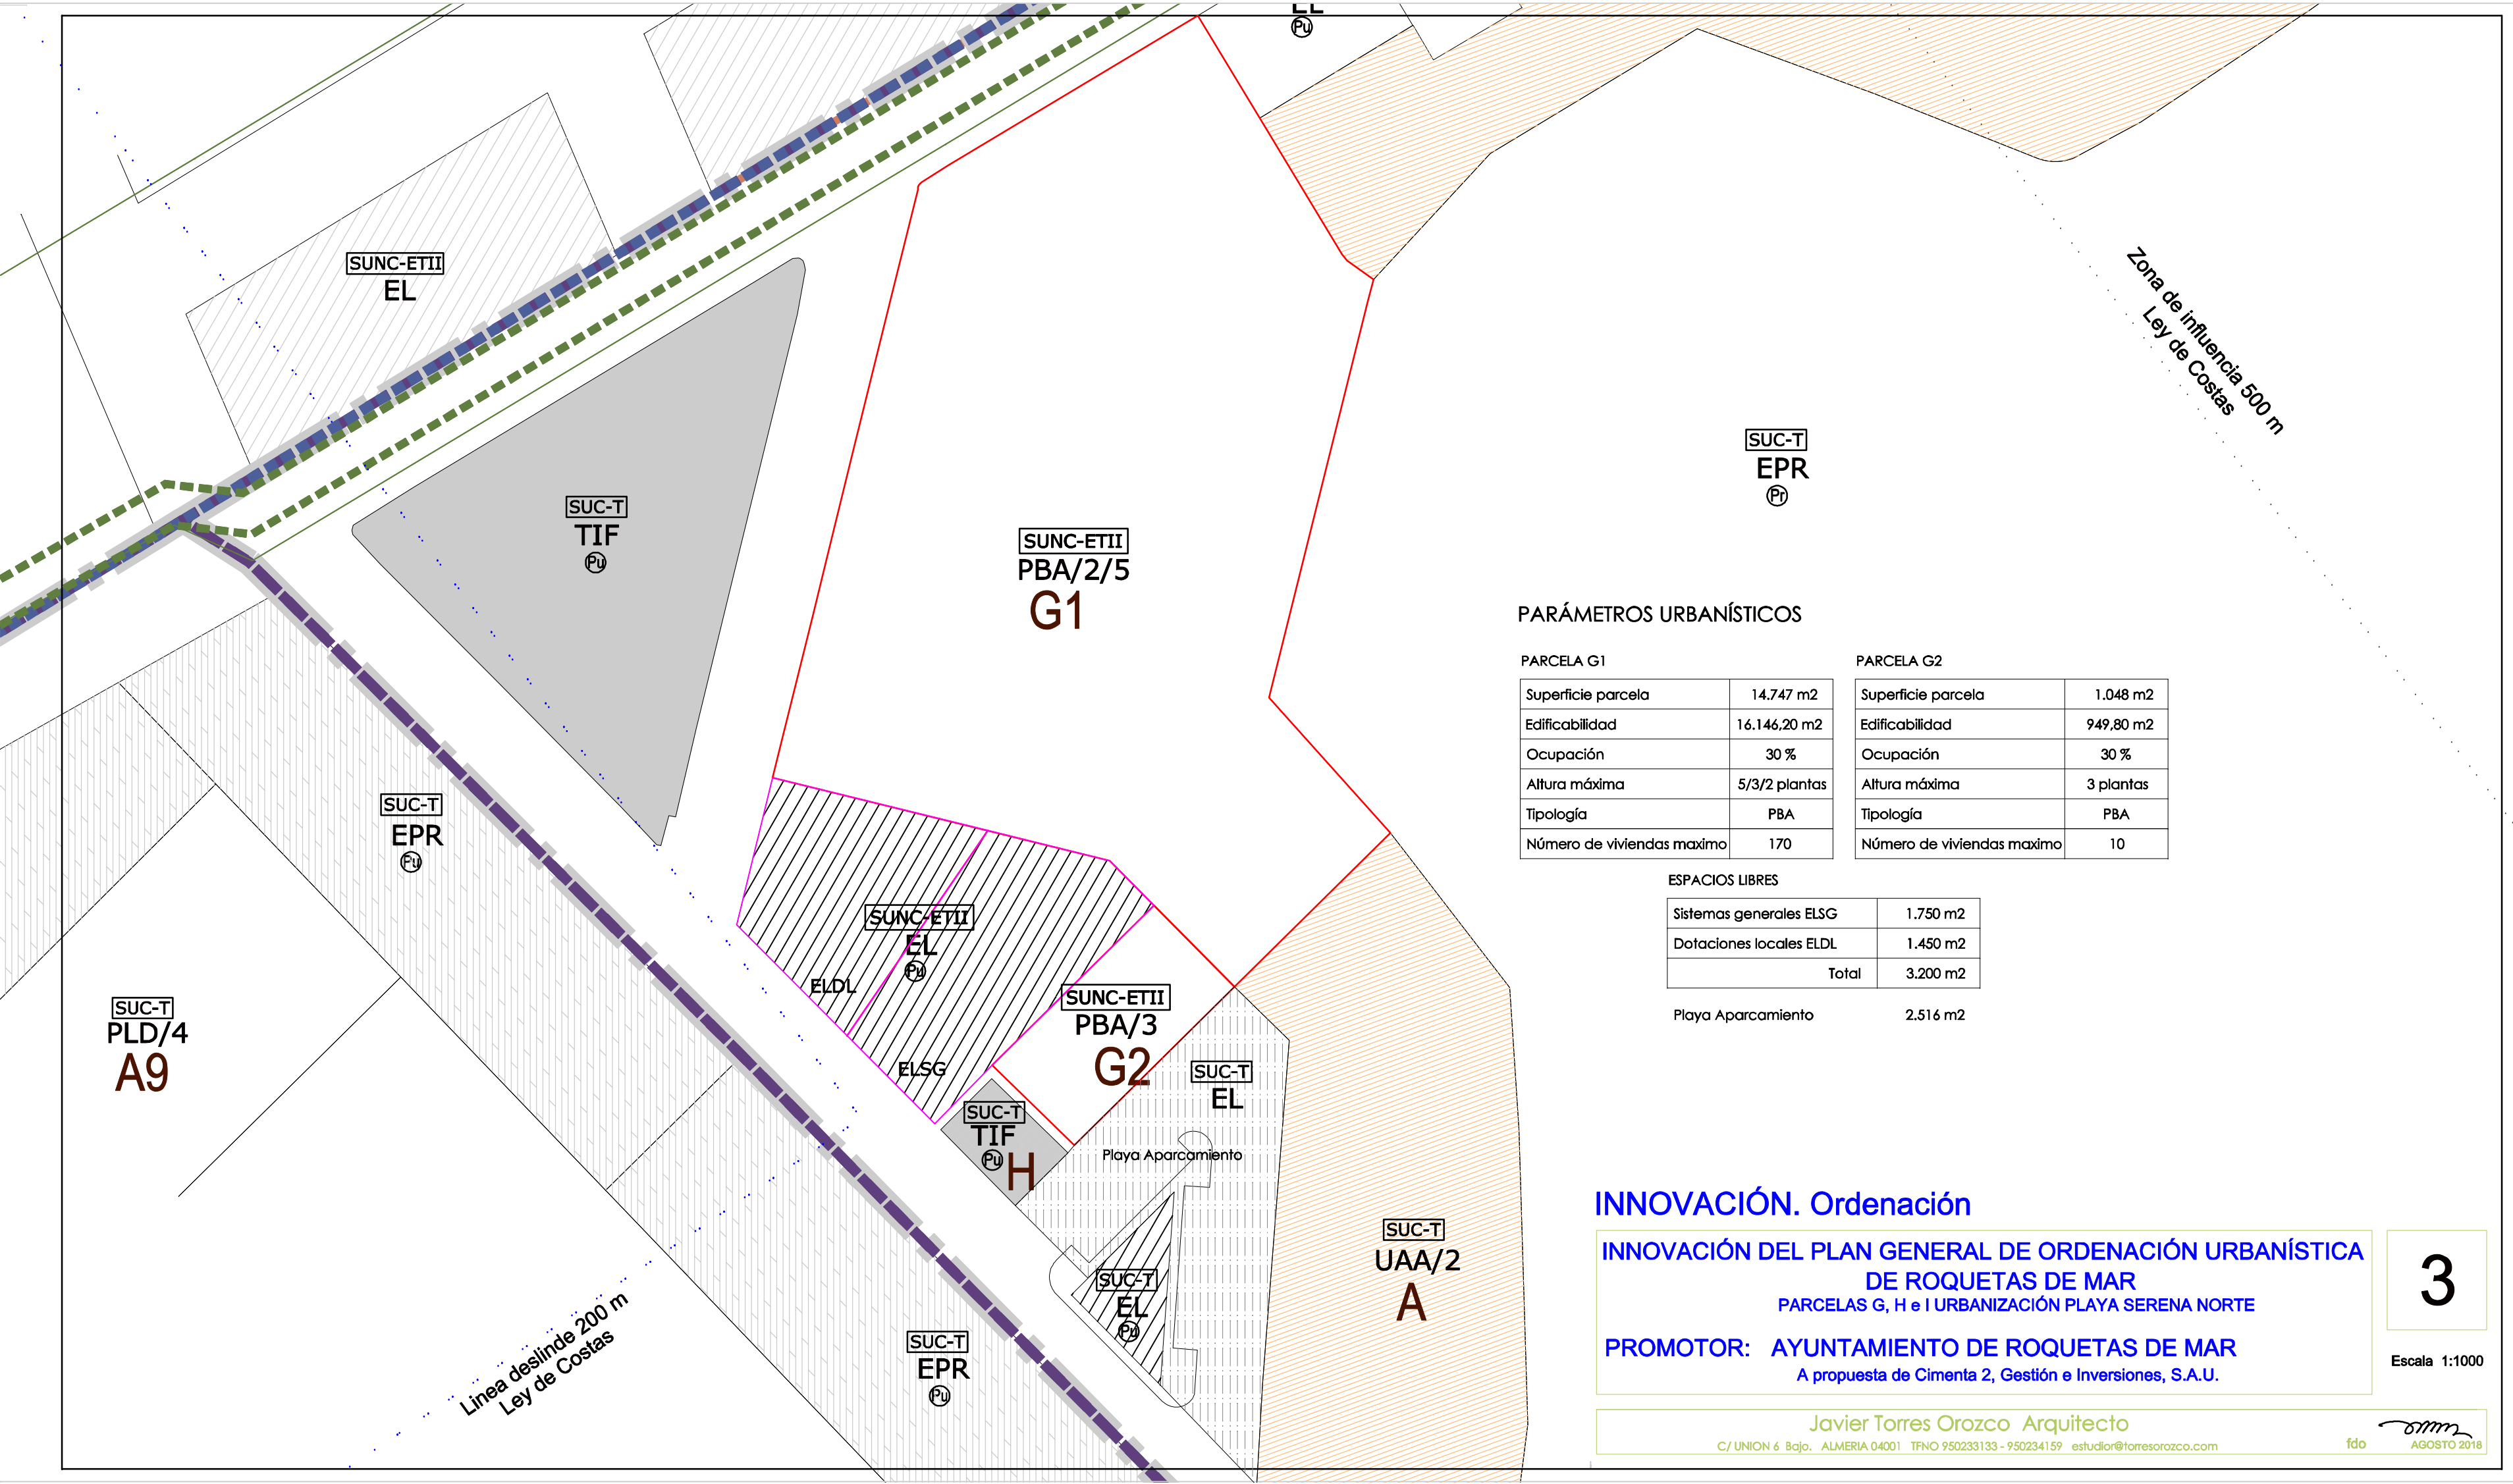 EL
Pu
SUNC-ETII
EL
Zona de influencia 500 m
Ley de Costas
SUC-T
EPR
Pr
SUC-T
TIF
Pu
SUNC-ETII
PBA/2/5
G1
PARÁMETROS URBANÍSTICOS
PARCELA G1
Superficie parcela 14.747 m2
Edificabilidad 16.146,20 m2
Ocupación 30 %
Altura máxima 5/3/2 plantas
Tipología PBA
Número de viviendas maximo 170
PARCELA G2
Superficie parcela 1.048 m2
Edificabilidad 949,80 m2
Ocupación 30 %
Altura máxima 3 plantas
Tipología PBA
Número de viviendas maximo 10
ESPACIOS LIBRES
Sistemas generales ELSG 1.750 m2
Dotaciones locales ELDL 1.450 m2
Total 3.200 m2
Playa Aparcamiento 2.516 m2
SUC-T
EPR
Pu
SUNC-ETII
EL
Pu
ELDL
ELSG
SUNC-ETII
PBA/3
G2
SUC-T
PLD/4
A9
SUC-T
EL
SUC-T
TIF
Pu
H
Playa Aparcamiento
SUC-T
EL
Pu
SUC-T
UAA/2
A
SUC-T
EPR
Pu
Linea deslinde 200 m
Ley de Costas
INNOVACIÓN. Ordenación
INNOVACIÓN DEL PLAN GENERAL DE ORDENACIÓN URBANÍSTICA
DE ROQUETAS DE MAR
PARCELAS G, H e I URBANIZACIÓN PLAYA SERENA NORTE
PROMOTOR: AYUNTAMIENTO DE ROQUETAS DE MAR
A propuesta de Cimenta 2, Gestión e Inversiones, S.A.U.
3
Escala 1:1000
Javier Torres Orozco Arquitecto
C/ UNION 6 Bajo. ALMERIA 04001 TFNO 950233133 - 950234159 estudior@torresorozco.com
fdo
AGOSTO 2018